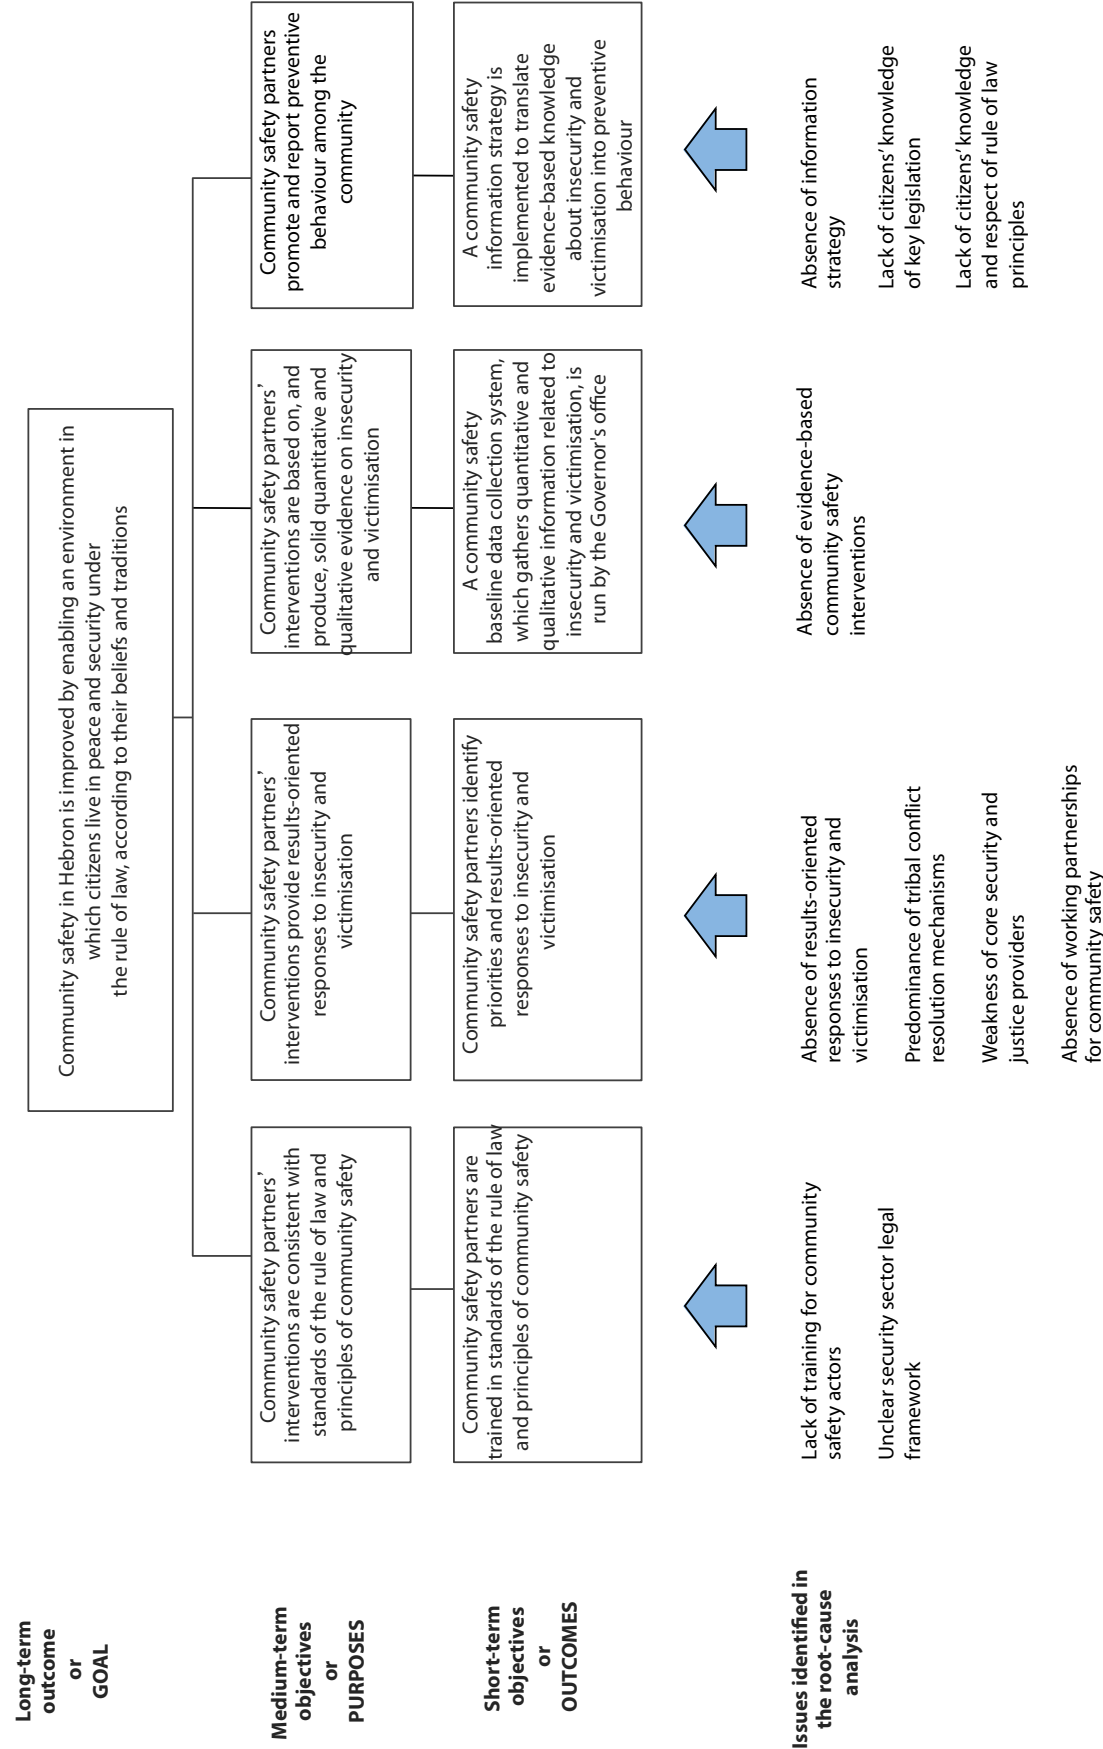 Long-term
outcome
or
GOAL
Community safety in Hebron is improved by enabling an environment in
which citizens live in peace and security under
the rule of law, according to their beliefs and traditions
Medium-term
objectives
or
PURPOSES
Community safety partners’
interventions are consistent with
standards of the rule of law and
principles of community safety
Community safety partners’
interventions provide results-oriented
responses to insecurity and
victimisation
Community safety partners’
interventions are based on, and
produce, solid quantitative and
qualitative evidence on insecurity
and victimisation
Community safety partners
promote and report preventive
behaviour among the
community
Short-term
objectives
or
OUTCOMES
Community safety partners are
trained in standards of the rule of law
and principles of community safety
Community safety partners identify
priorities and results-oriented
responses to insecurity and
victimisation
A community safety
baseline data collection system,
which gathers quantitative and
qualitative information related to
insecurity and victimisation, is
run by the Governor's office
A community safety
information strategy is
implemented to translate
evidence-based knowledge
about insecurity and
victimisation into preventive
behaviour
Issues identified in
the root-cause
analysis
Lack of training for community
safety actors
Unclear security sector legal
framework
Absence of results-oriented
responses to insecurity and
victimisation
Predominance of tribal conflict
resolution mechanisms
Weakness of core security and
justice providers
Absence of working partnerships
for community safety
Absence of evidence-based
community safety
interventions
Absence of information
strategy
Lack of citizens’ knowledge
of key legislation
Lack of citizens’ knowledge
and respect of rule of law
principles